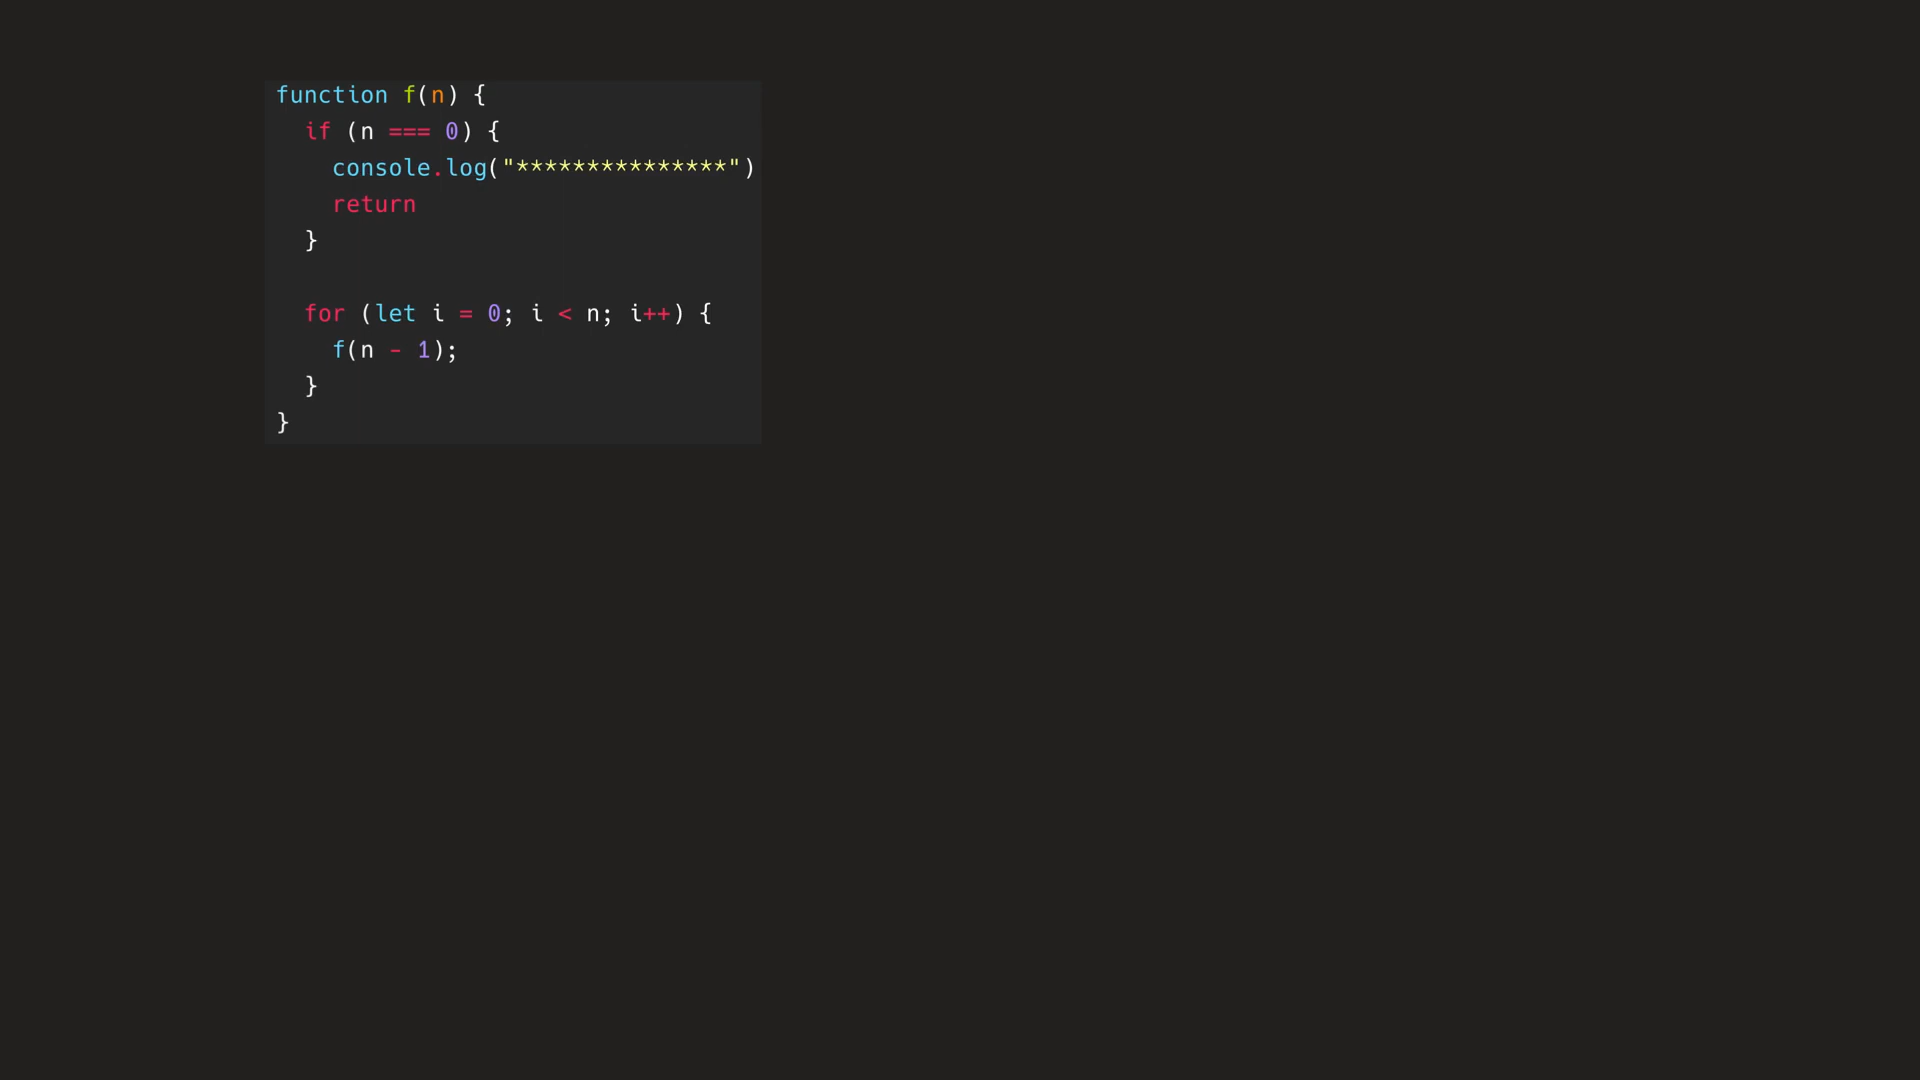 function f(n) {
  if (n === 0) {
    console.log("***************")
    return
  }

  for (let i = 0; i < n; i++) {
    f(n - 1);
  }
}